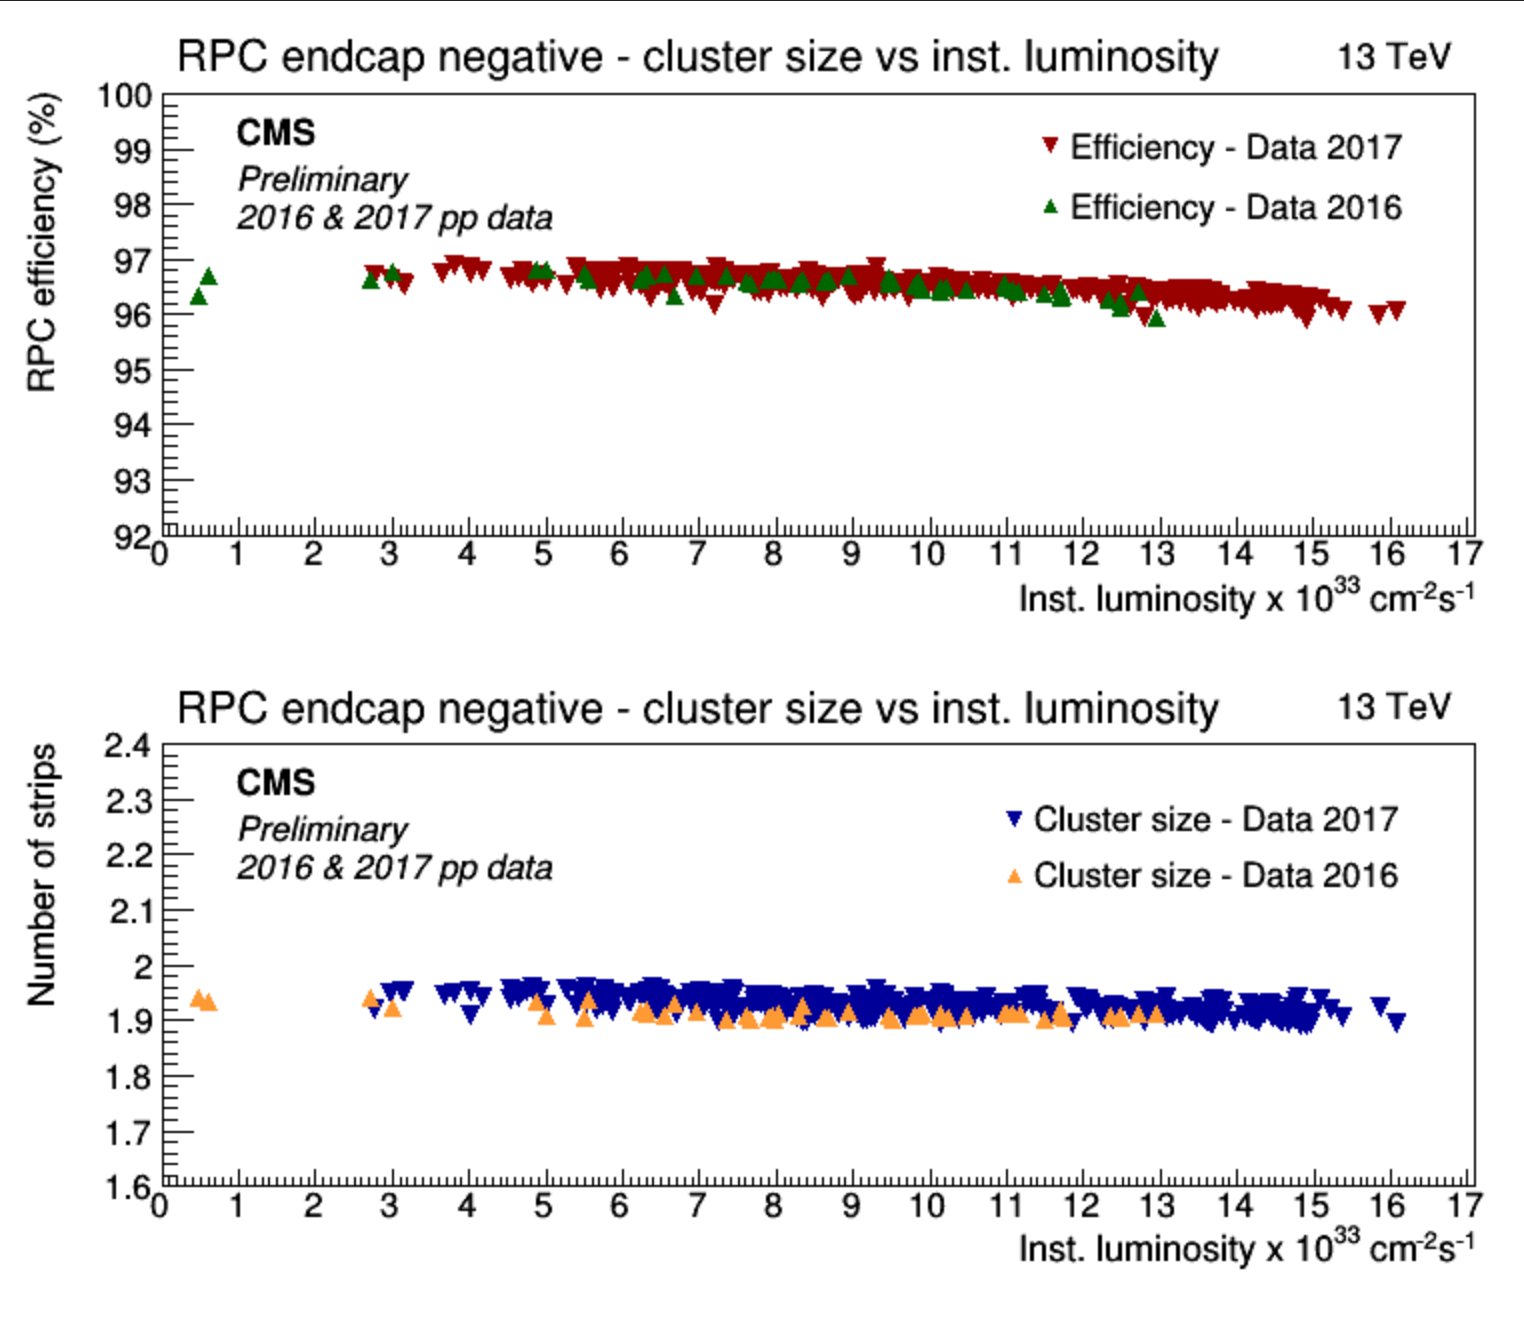 RPC endcap negative - cluster size vs inst. luminosity 13 TeV
RPC efficiency (%)
100
99
98
97
96
95
94
93
92
CMS
Preliminary
2016 & 2017 pp data
Efficiency - Data 2017
Efficiency - Data 2016
0 1 2 3 4 5 6 7 8 9 10 11 12 13 14 15 16 17
Inst. luminosity x 10³³ cm⁻²s⁻¹
RPC endcap negative - cluster size vs inst. luminosity 13 TeV
Number of strips
2.4
2.3
2.2
2.1
2
1.9
1.8
1.7
1.6
CMS
Preliminary
2016 & 2017 pp data
Cluster size - Data 2017
Cluster size - Data 2016
0 1 2 3 4 5 6 7 8 9 10 11 12 13 14 15 16 17
Inst. luminosity x 10³³ cm⁻²s⁻¹